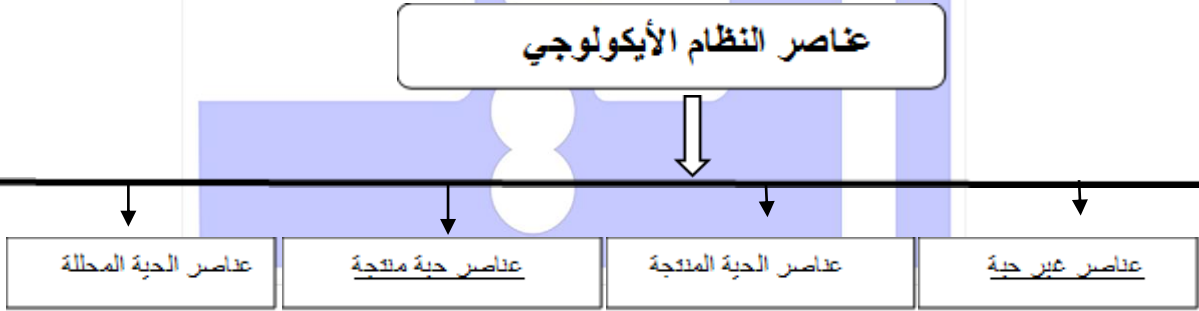 عناصر النظام الأيكولوجي
عناصر غير حية
عناصر الحية المنتجة
عناصر حية منتجة
عناصر الحية المحللة